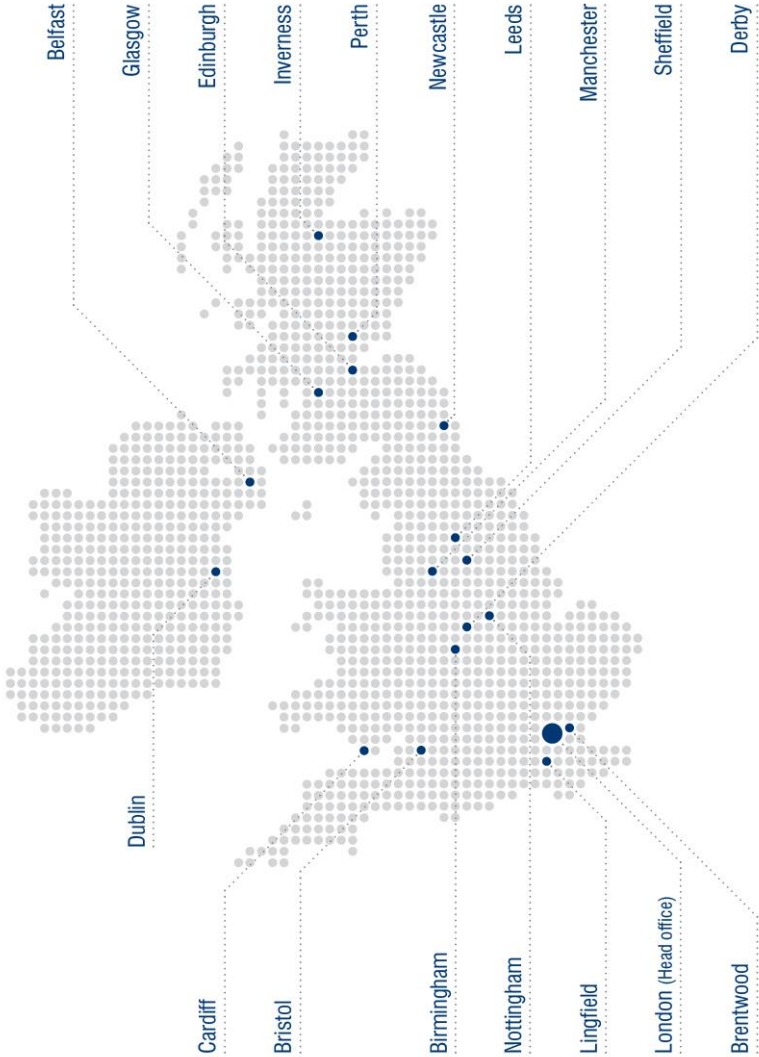 Belfast
Glasgow
Edinburgh
Inverness
Perth
Newcastle
Leeds
Manchester
Sheffield
Derby
Dublin
Cardiff
Bristol
Birmingham
Nottingham
Lingfield
London (Head office)
Brentwood